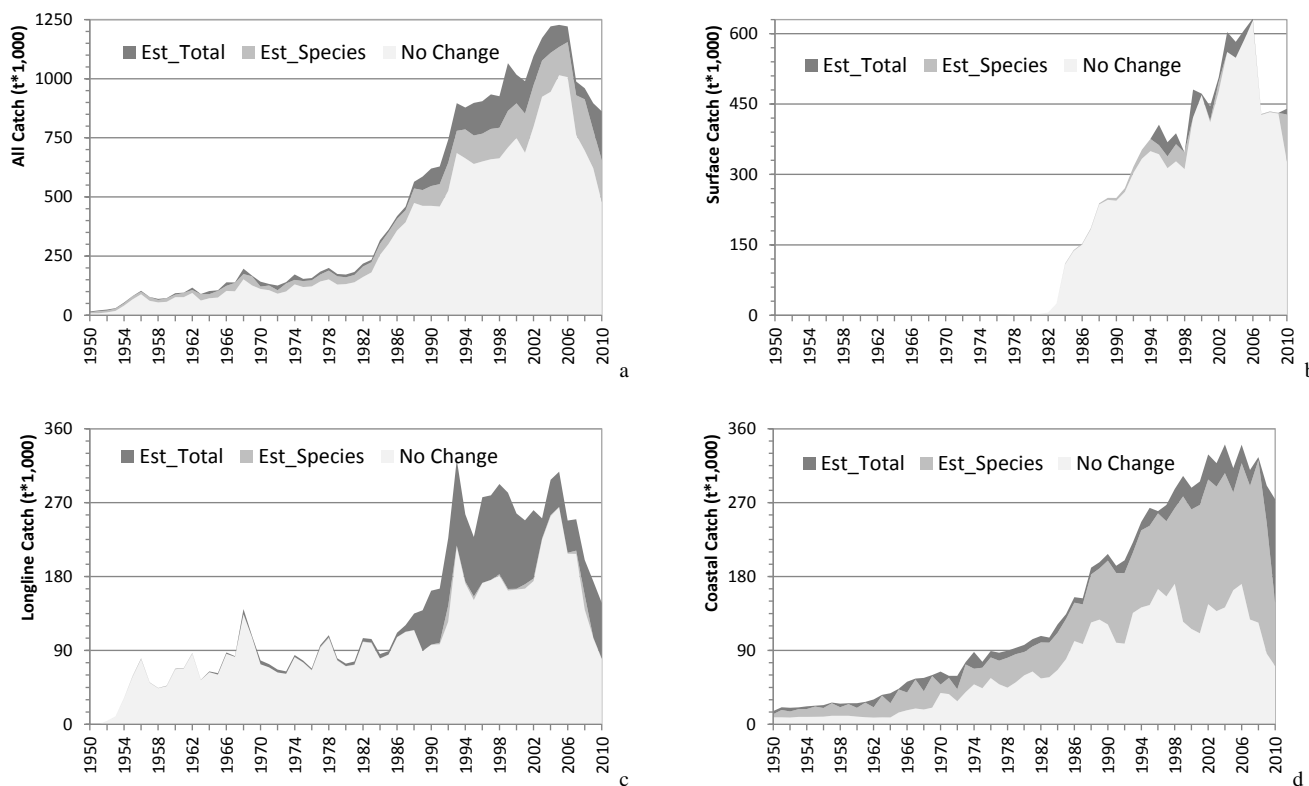 All Catch (t*1,000)
1250
1000
750
500
250
0
Est_Total Est_Species No Change
1950 1954 1958 1962 1966 1970 1974 1978 1982 1986 1990 1994 1998 2002 2006 2010
a
Surface Catch (t*1,000)
600
450
300
150
0
Est_Total Est_Species No Change
1950 1954 1958 1962 1966 1970 1974 1978 1982 1986 1990 1994 1998 2002 2006 2010
b
Longline Catch (t*1,000)
360
270
180
90
0
Est_Total Est_Species No Change
1950 1954 1958 1962 1966 1970 1974 1978 1982 1986 1990 1994 1998 2002 2006 2010
c
Coastal Catch (t*1,000)
360
270
180
90
0
Est_Total Est_Species No Change
1950 1954 1958 1962 1966 1970 1974 1978 1982 1986 1990 1994 1998 2002 2006 2010
d